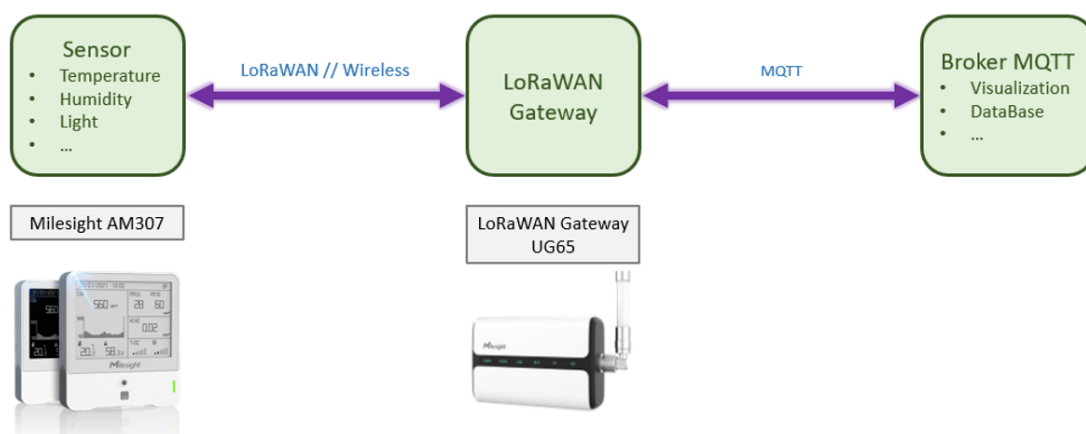 Sensor
• Temperature
• Humidity
• Light
• ...
LoRaWAN // Wireless
LoRaWAN
Gateway
MQTT
Broker MQTT
• Visualization
• DataBase
• ...
Milesight AM307
LoRaWAN Gateway
UG65
560
28
60
0.02
20.1
58.3
Milesight
Milesight